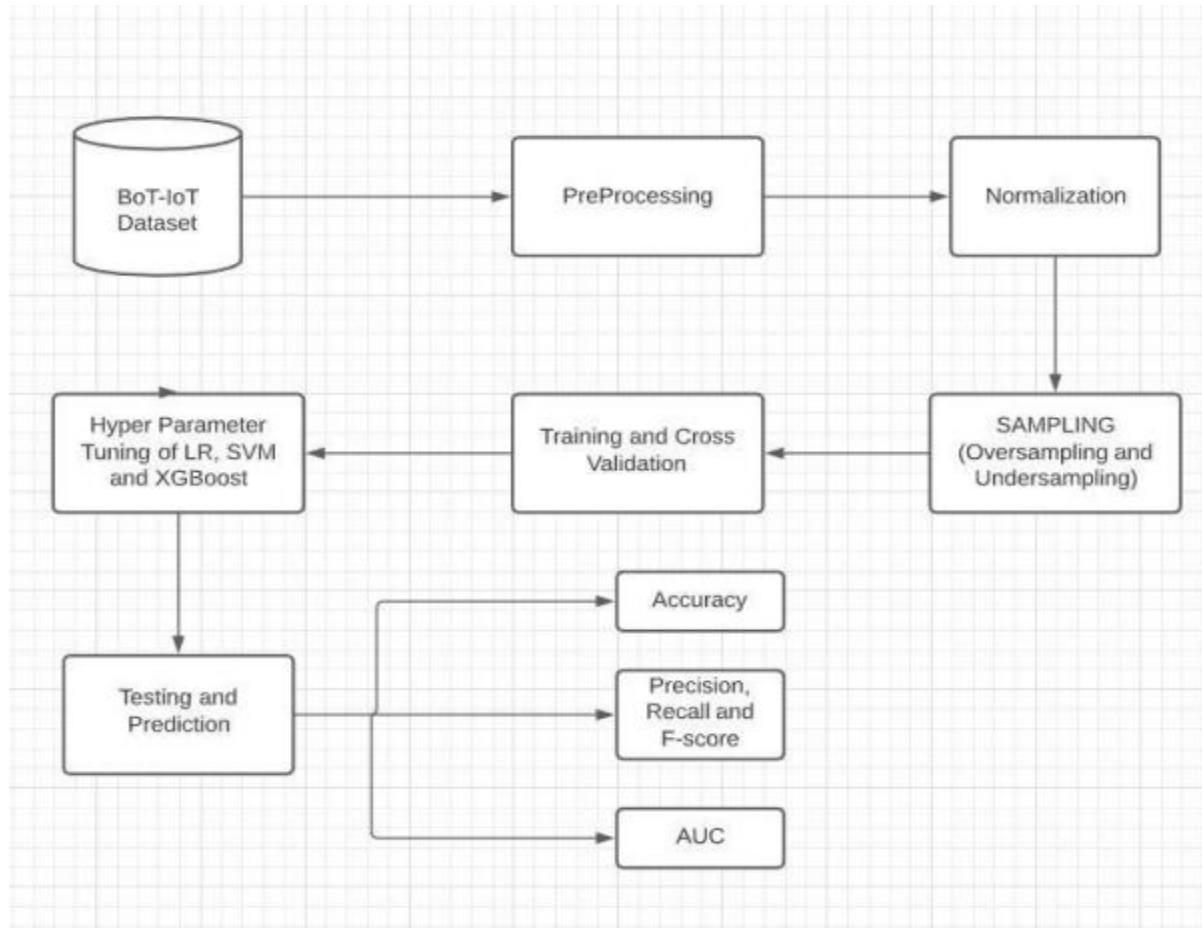 BoT-IoT
Dataset
PreProcessing
Normalization
Hyper Parameter
Tuning of LR, SVM
and XGBoost
Training and Cross
Validation
SAMPLING
(Oversampling and
Undersampling)
Testing and
Prediction
Accuracy
Precision,
Recall and
F-score
AUC